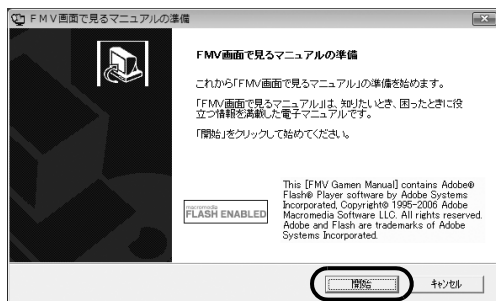 FMV画面で見るマニュアルの準備
FMV画面で見るマニュアルの準備
これから「FMV画面で見るマニュアル」の準備を始めます。
「FMV画面で見るマニュアル」は、知りたいとき、困ったときに役
立つ情報を満載した電子マニュアルです。
「開始」をクリックして始めてください。
macromedia
FLASH ENABLED
This [FMV Gamen Manual] contains Adobe®
Flash® Player software by Adobe Systems
Incorporated, Copyright© 1995-2006 Adobe
Macromedia Software LLC. All rights reserved.
Adobe and Flash are trademarks of Adobe
Systems Incorporated.
開始
キャンセル